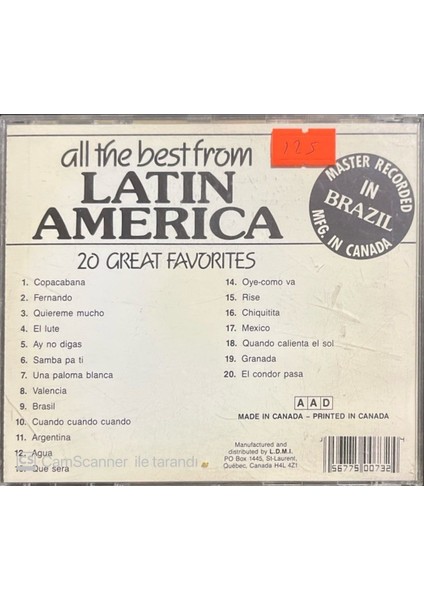 125
all the best from
LATIN
AMERICA
20 GREAT FAVORITES
MASTER RECORDED
IN
BRAZIL
MFG. IN CANADA
1. Copacabana
2. Fernando
3. Quiereme mucho
4. El lute
5. Ay no digas
6. Samba pa ti
7. Una paloma blanca
8. Valencia
9. Brasil
10. Cuando cuando cuando
11. Argentina
12. Agua
13. Que sera
14. Oye-como va
15. Rise
16. Chiquitita
17. Mexico
18. Quando calienta el sol
19. Granada
20. El condor pasa
A A D
MADE IN CANADA – PRINTED IN CANADA
Manufactured and
distributed by L.D.M.I.
PO Box 1445, St-Laurent,
Québec, Canada H4L 4Z1
56775 00732
CS CamScanner ile tarandı